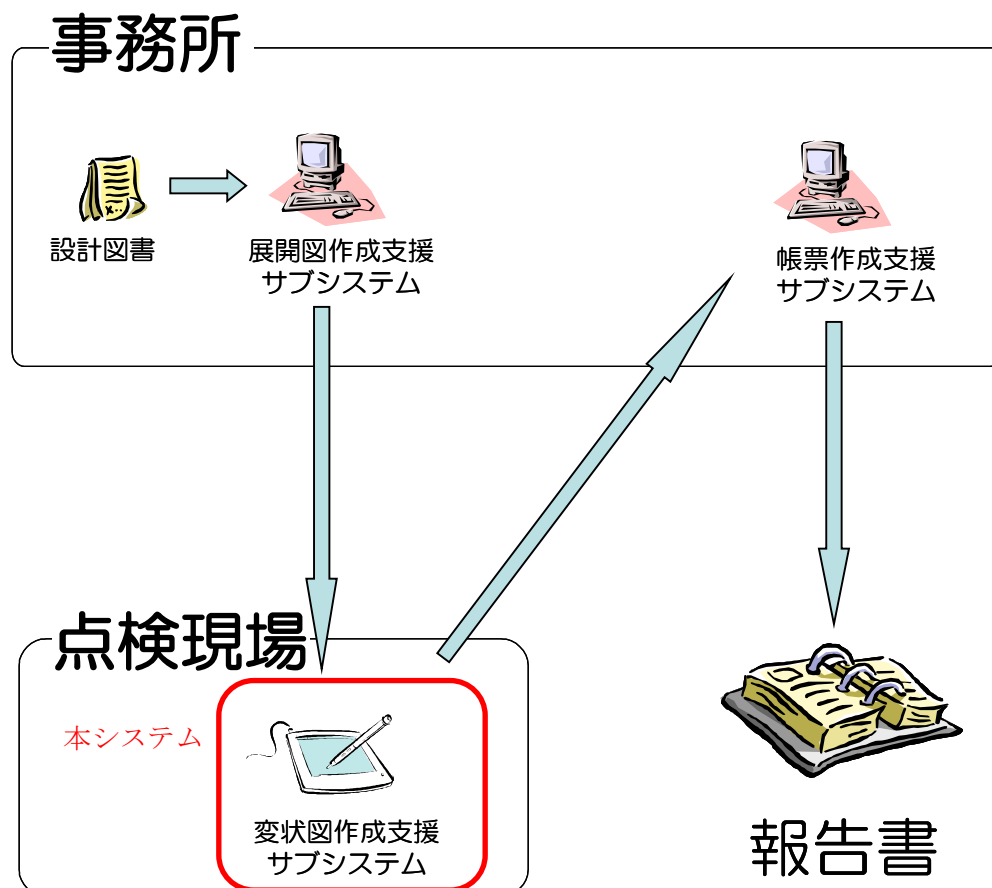 事務所
設計図書
展開図作成支援
サブシステム
帳票作成支援
サブシステム
点検現場
本システム
変状図作成支援
サブシステム
報告書